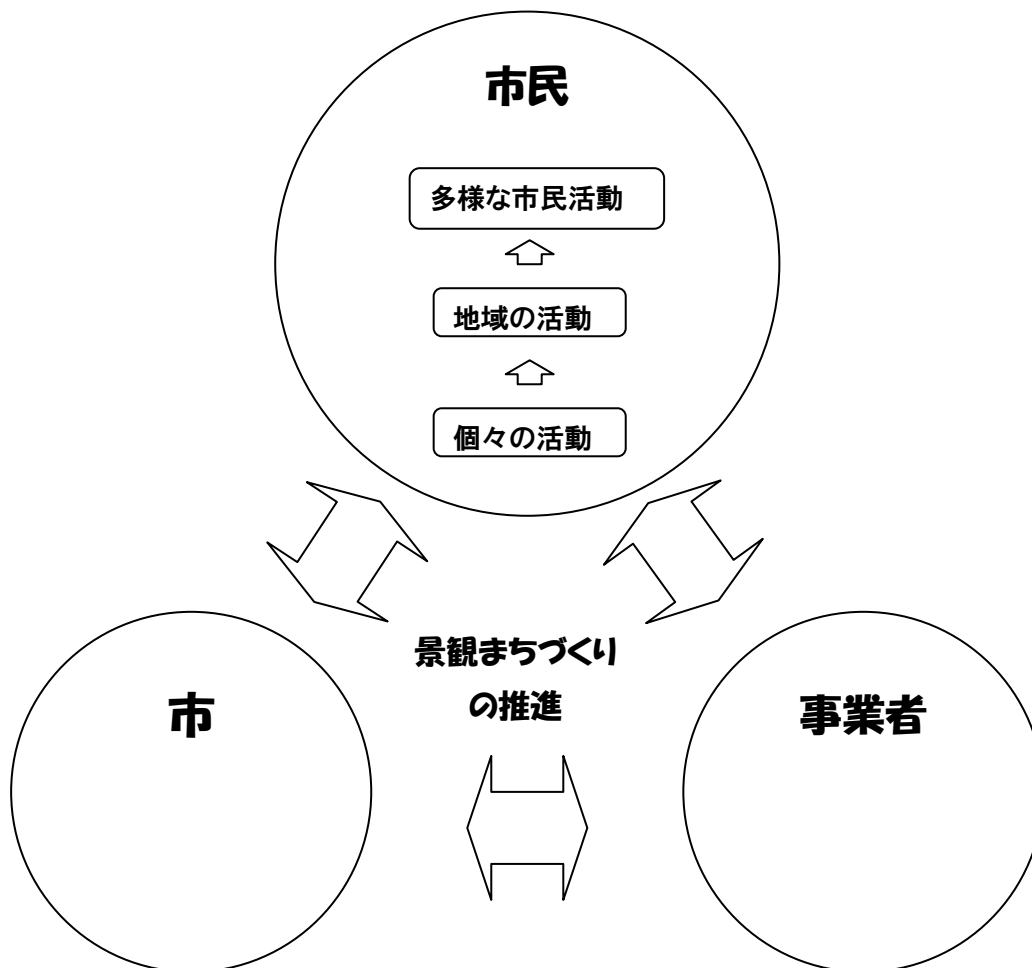 市民
多様な市民活動
地域の活動
個々の活動
景観まちづくり
の推進
市
事業者